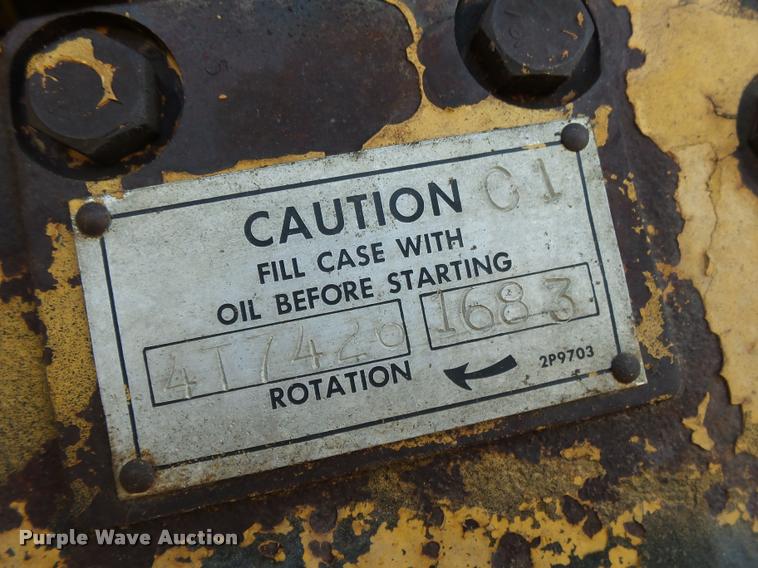 CAUTION C1
FILL CASE WITH
OIL BEFORE STARTING
4T7426 1683
ROTATION 2P9703
Purple Wave Auction